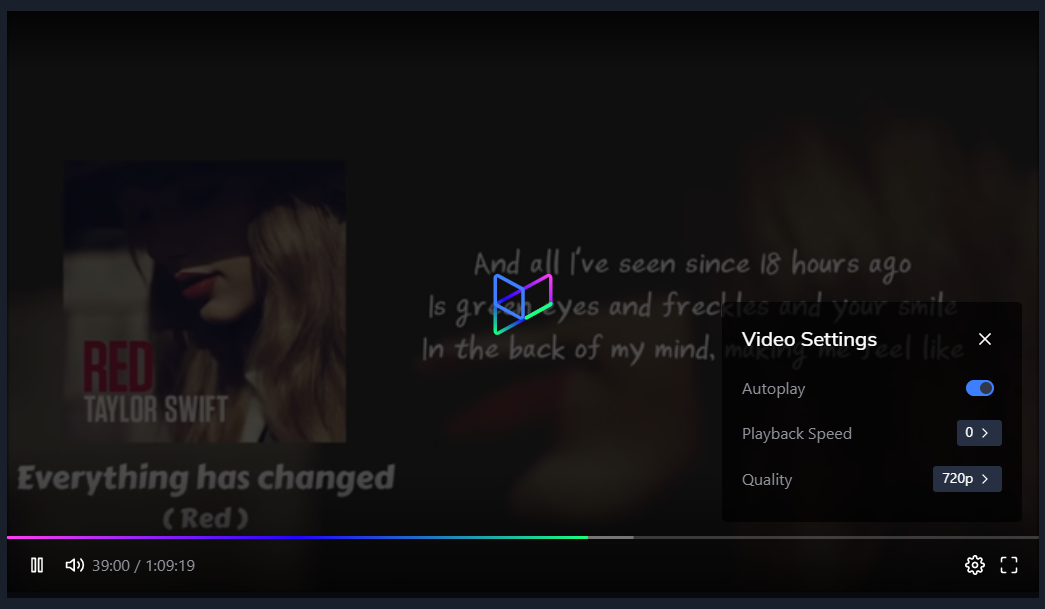 And all I've seen since 18 hours ago
Is green eyes and freckles and your smile
In the back of my mind, making me feel like
RED
TAYLOR SWIFT
Everything has changed
( Red )
Video Settings
Autoplay
Playback Speed
0
Quality
720p
39:00 / 1:09:19